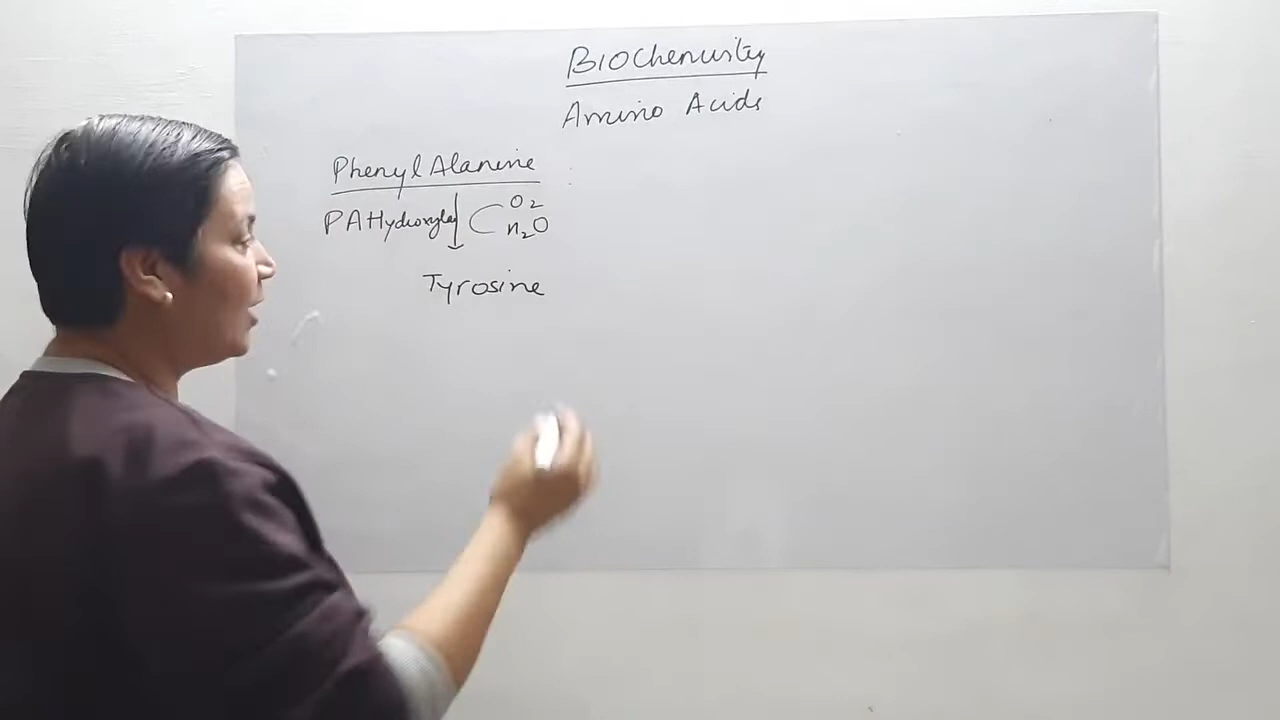 BIOChemistry
Amino Acids
Phenyl Alanine
PAHydroxylase O2
H2O
Tyrosine